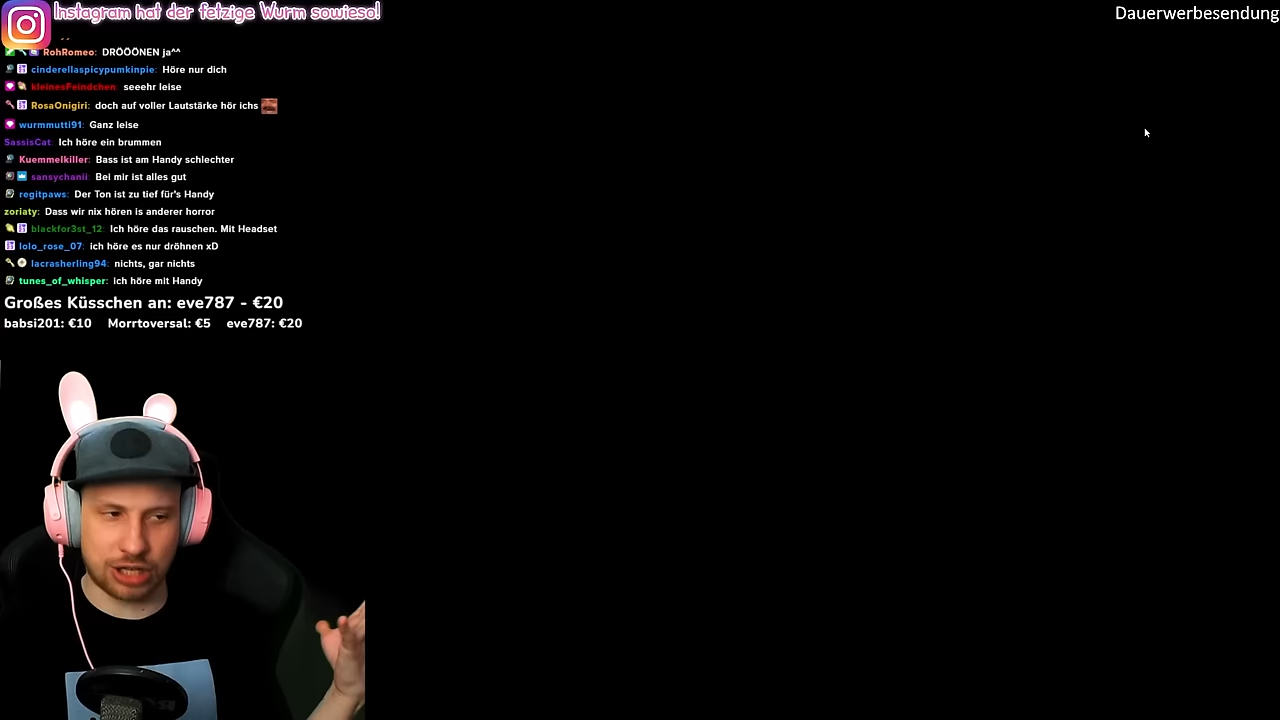 Instagram hat der fetzige Wurm sowieso!
Dauerwerbesendung
RohRomeo: DRÖÖÖNEN ja^^
cinderellaspicypumkinpie: Höre nur dich
kleinesFeindchen: seeehr leise
RosaOnigiri: doch auf voller Lautstärke hör ichs
wurmmutti91: Ganz leise
SassisCat: Ich höre ein brummen
Kuemmelkiller: Bass ist am Handy schlechter
sansychanii: Bei mir ist alles gut
regitpaws: Der Ton ist zu tief für's Handy
zoriaty: Dass wir nix hören is anderer horror
blackfor3st_12: Ich höre das rauschen. Mit Headset
lolo_rose_07: ich höre es nur dröhnen xD
lacrasherling94: nichts, gar nichts
tunes_of_whisper: ich höre mit Handy
Großes Küsschen an: eve787 - €20
babsi201: €10 Morrtoversal: €5 eve787: €20